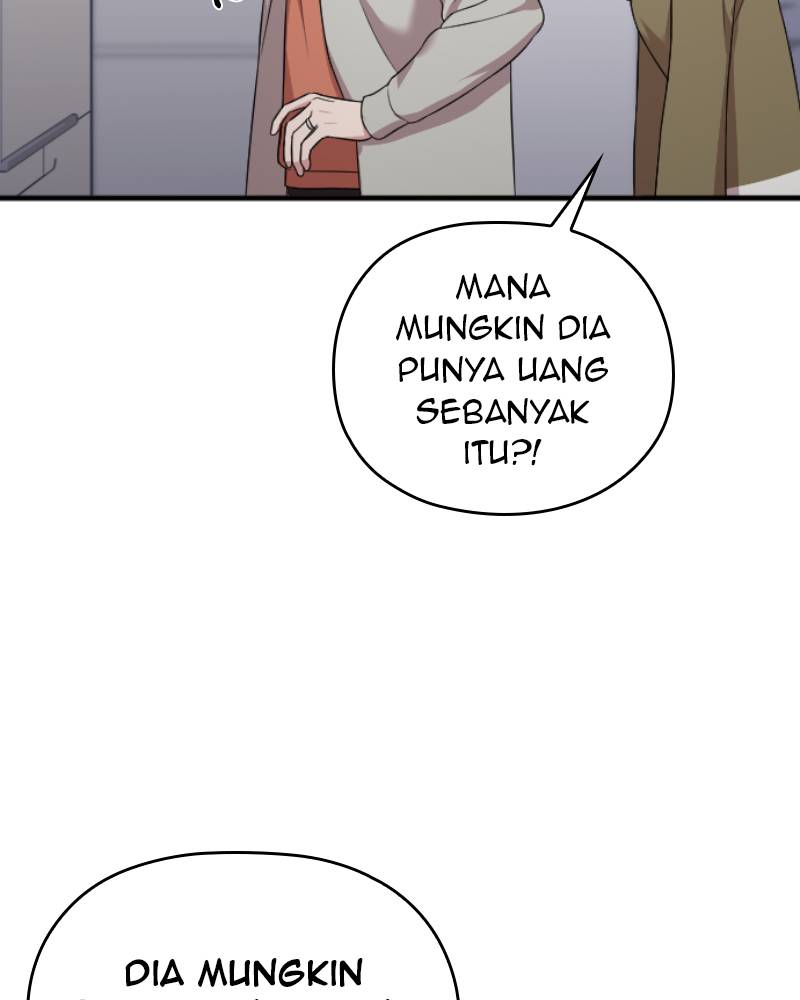 MANA
MUNGKIN DIA
PUNYA UANG
SEBANYAK
ITU?!
DIA MUNGKIN